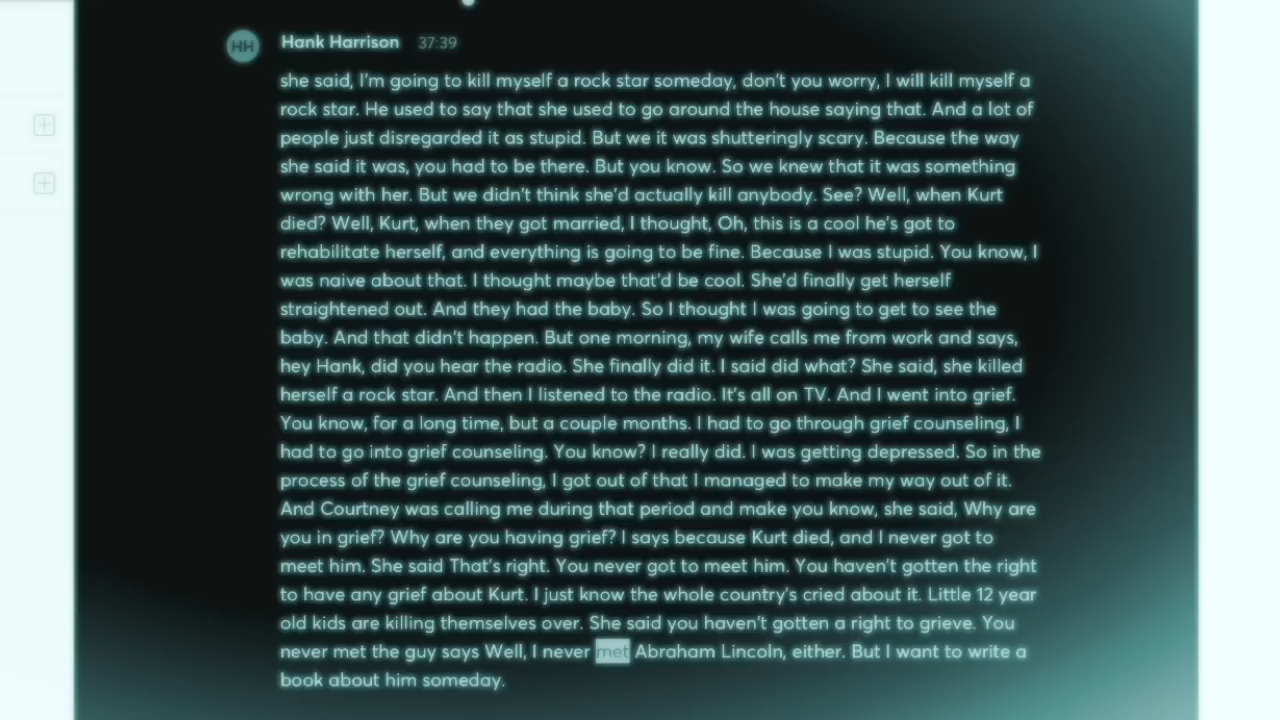 HH Hank Harrison 37:39
she said, I'm going to kill myself a rock star someday, don't you worry, I will kill myself a
rock star. He used to say that she used to go around the house saying that. And a lot of
people just disregarded it as stupid. But we it was shutteringly scary. Because the way
she said it was, you had to be there. But you know. So we knew that it was something
wrong with her. But we didn't think she'd actually kill anybody. See? Well, when Kurt
died? Well, Kurt, when they got married, I thought, Oh, this is a cool he's got to
rehabilitate herself, and everything is going to be fine. Because I was stupid. You know, I
was naive about that. I thought maybe that'd be cool. She'd finally get herself
straightened out. And they had the baby. So I thought I was going to get to see the
baby. And that didn't happen. But one morning, my wife calls me from work and says,
hey Hank, did you hear the radio. She finally did it. I said did what? She said, she killed
herself a rock star. And then I listened to the radio. It's all on TV. And I went into grief.
You know, for a long time, but a couple months. I had to go through grief counseling, I
had to go into grief counseling. You know? I really did. I was getting depressed. So in the
process of the grief counseling, I got out of that I managed to make my way out of it.
And Courtney was calling me during that period and make you know, she said, Why are
you in grief? Why are you having grief? I says because Kurt died, and I never got to
meet him. She said That's right. You never got to meet him. You haven't gotten the right
to have any grief about Kurt. I just know the whole country's cried about it. Little 12 year
old kids are killing themselves over. She said you haven't gotten a right to grieve. You
never met the guy says Well, I never met Abraham Lincoln, either. But I want to write a
book about him someday.